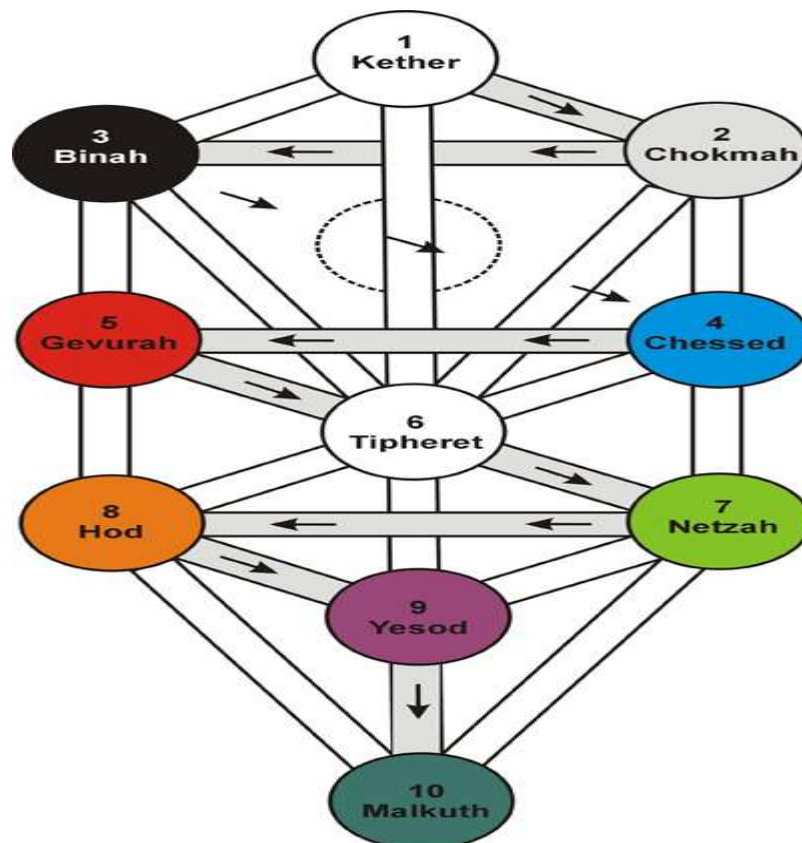 1
Kether
2
Chokmah
3
Binah
4
Chessed
5
Gevurah
6
Tipheret
7
Netzah
8
Hod
9
Yesod
10
Malkuth